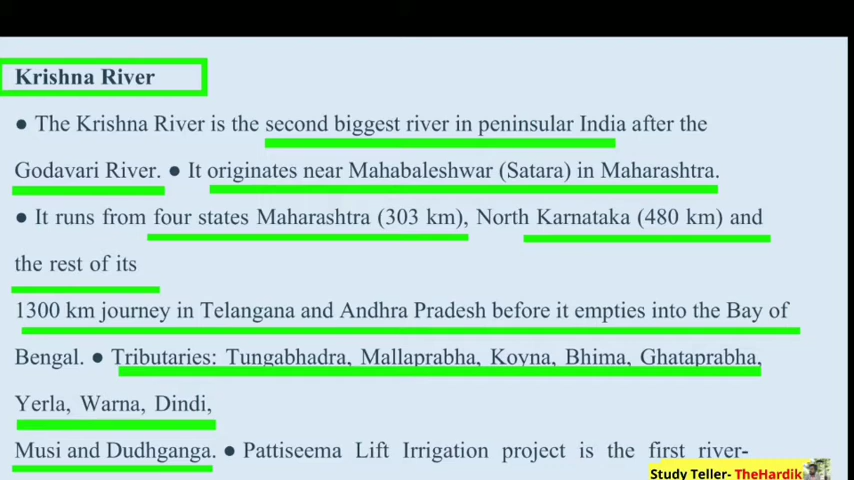 Krishna River
● The Krishna River is the second biggest river in peninsular India after the
Godavari River. ● It originates near Mahabaleshwar (Satara) in Maharashtra.
● It runs from four states Maharashtra (303 km), North Karnataka (480 km) and
the rest of its
1300 km journey in Telangana and Andhra Pradesh before it empties into the Bay of
Bengal. ● Tributaries: Tungabhadra, Mallaprabha, Koyna, Bhima, Ghataprabha,
Yerla, Warna, Dindi,
Musi and Dudhganga. ● Pattiseema Lift Irrigation project is the first river-
Study Teller- TheHardik